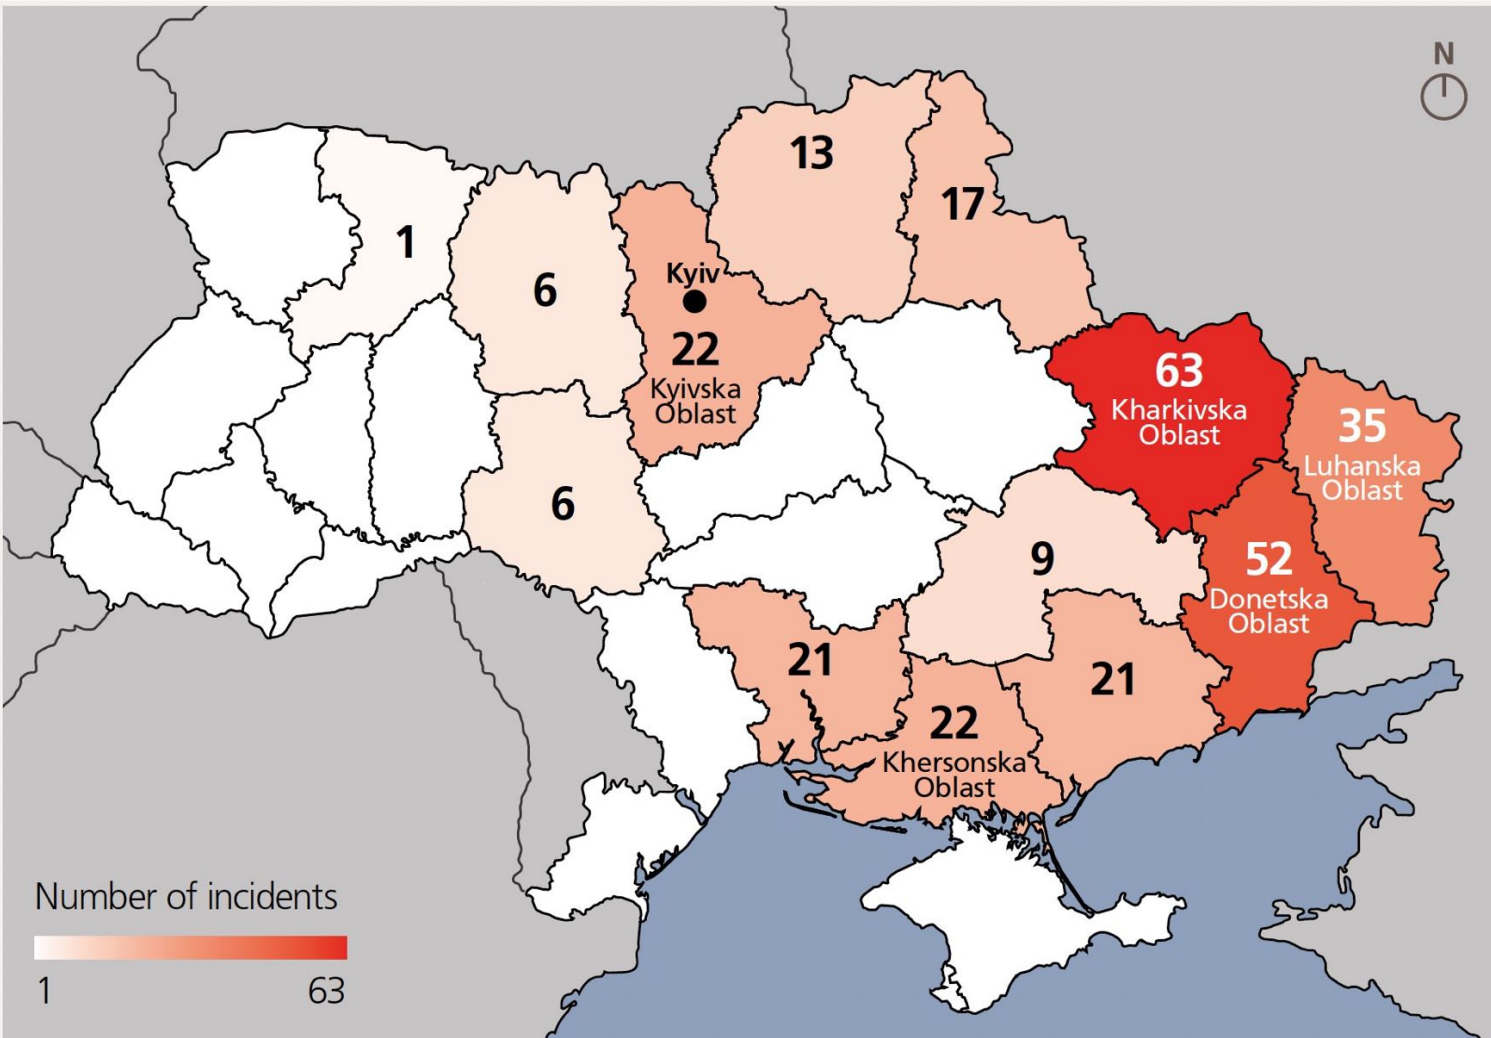 N
13
17
1
6
Kyiv
22
Kyivska
Oblast
63
Kharkivska
Oblast
35
Luhanska
Oblast
6
9
52
Donetska
Oblast
21
21
22
Khersonska
Oblast
Number of incidents
1
63